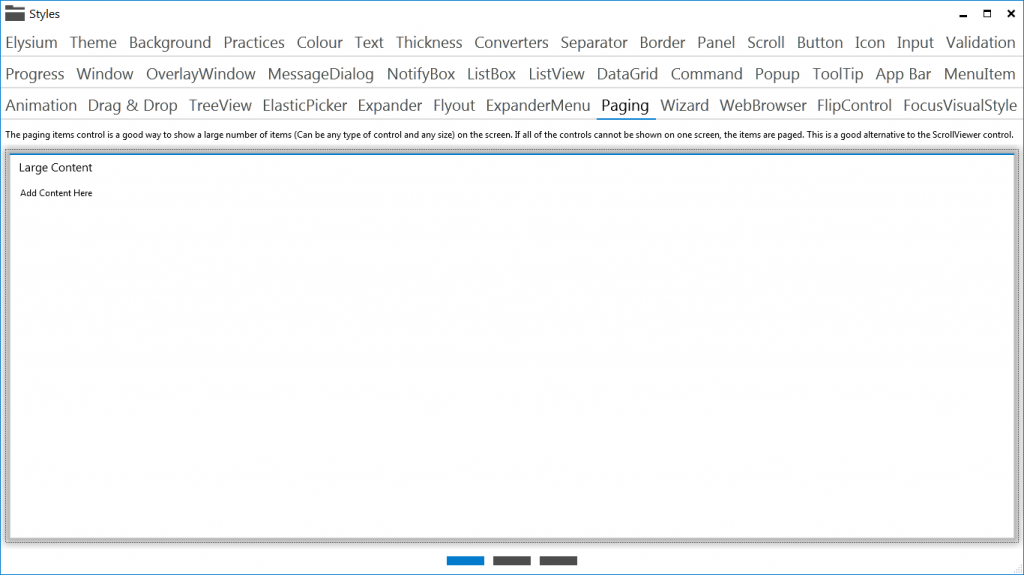 Styles
Elysium Theme Background Practices Colour Text Thickness Converters Separator Border Panel Scroll Button Icon Input Validation
Progress Window OverlayWindow MessageDialog NotifyBox ListBox ListView DataGrid Command Popup ToolTip App Bar MenuItem
Animation Drag & Drop TreeView ElasticPicker Expander Flyout ExpanderMenu Paging Wizard WebBrowser FlipControl FocusVisualStyle
The paging items control is a good way to show a large number of items (Can be any type of control and any size) on the screen. If all of the controls cannot be shown on one screen, the items are paged. This is a good alternative to the ScrollViewer control.
Large Content
Add Content Here